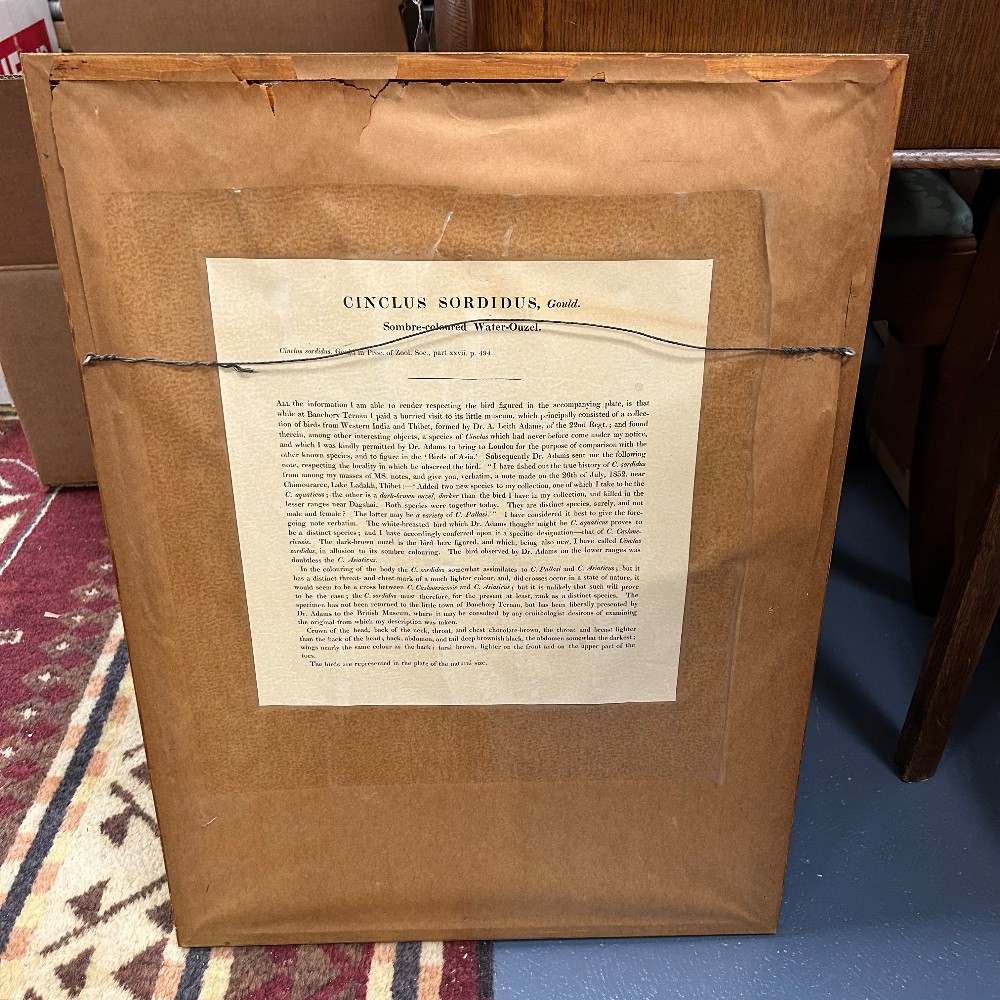 CINCLUS SORDIDUS, Gould.
Sombre-coloured Water-Ouzel.
Cinclus sordidus, Gould in Proc. of Zool. Soc., part xxvii. p. 494.
ALL the information I am able to render respecting the bird figured in the accompanying plate, is that
while at Banchory Ternan I paid a hurried visit to its little museum, which principally consisted of a collec-
tion of birds from Western India and Thibet, formed by Dr. A. Leith Adams, of the 22nd Regt.; and found
therein, among other interesting objects, a species of Cinclus which had never before come under my notice,
and which I was kindly permitted by Dr. Adams to bring to London for the purpose of comparison with the
other known species, and to figure in the "Birds of Asia." Subsequently Dr. Adams sent me the following
note, respecting the locality in which he observed the bird. "I have fished out the true history of C. sordidus
from among my masses of MS. notes, and give you, verbatim, a note made on the 26th of July, 1852, near
Chimouraree, Lake Ladakh, Thibet:—'Added two new species to my collection, one of which I take to be the
C. aquaticus; the other is a dark-brown ouzel, darker than the bird I have in my collection, and killed in the
lesser ranges near Dagshai. Both species were together today. They are distinct species, surely, and not
male and female? The latter may be a variety of C. Pallasi.'" I have considered it best to give the fore-
going note verbatim. The white-breasted bird which Dr. Adams thought might be C. aquaticus proves to
be a distinct species; and I have accordingly conferred upon it a specific designation—that of C. Cashme-
riensis. The dark-brown ouzel is the bird here figured, and which, being also new, I have called Cinclus
sordidus, in allusion to its sombre colouring. The bird observed by Dr. Adams on the lower ranges was
doubtless the C. Asiaticus.
In the colouring of the body the C. sordidus somewhat assimilates to C. Pallasi and C. Asiaticus; but it
has a distinct throat- and chest-mark of a much lighter colour, and, did crosses occur in a state of nature, it
would seem to be a cross between C. Cashmeriensis and C. Asiaticus; but it is unlikely that such will prove
to be the case; the C. sordidus must therefore, for the present at least, rank as a distinct species. The
specimen has not been returned to the little town of Banchory Ternan, but has been liberally presented by
Dr. Adams to the British Museum, where it may be consulted by any ornithologist desirous of examining
the original from which my description was taken.
Crown of the head, back of the neck, throat, and chest chocolate-brown, the throat and breast lighter
than the back of the head; back, abdomen, and tail deep brownish black, the abdomen somewhat the darkest;
wings nearly the same colour as the back; tarsi brown, lighter on the front and on the upper part of the
toes.
The birds are represented in the plate of the natural size.